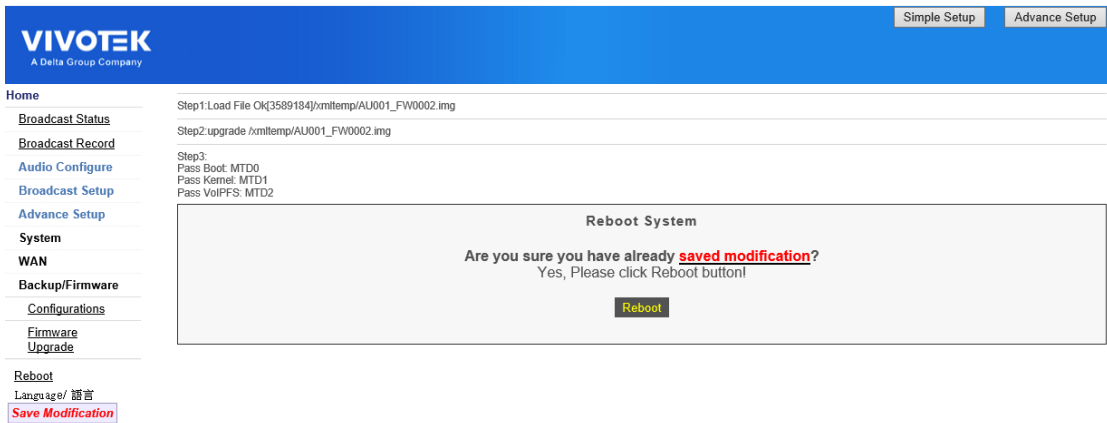 Simple Setup
Advance Setup
VIVOTEK
A Delta Group Company
Home
Broadcast Status
Broadcast Record
Audio Configure
Broadcast Setup
Advance Setup
System
WAN
Backup/Firmware
Configurations
Firmware
Upgrade
Reboot
Language/ 語言
Save Modification
Step1:Load File Ok[3589184]/xmltemp/AU001_FW0002.img
Step2:upgrade /xmltemp/AU001_FW0002.img
Step3:
Pass Boot: MTD0
Pass Kernel: MTD1
Pass VoIPFS: MTD2
Reboot System
Are you sure you have already saved modification?
Yes, Please click Reboot button!
Reboot